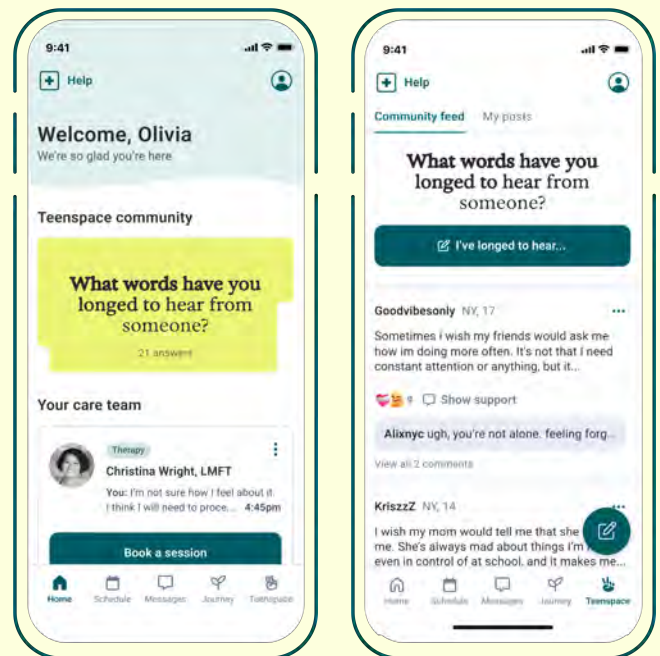 9:41
Help
Welcome, Olivia
We're so glad you're here
Teenspace community
What words have you
longed to hear from
someone?
21 answers
Your care team
Therapy
Christina Wright, LMFT
You: I'm not sure how I feel about it.
I think I will need to proce... 4:45pm
Book a session
Home Schedule Messages Journey Teenspace
9:41
Help
Community feed My posts
What words have you
longed to hear from
someone?
I've longed to hear...
Goodvibesonly NY, 17
Sometimes i wish my friends would ask me
how im doing more often. It's not that I need
constant attention or anything, but it...
9 Show support
Alixnyc ugh, you're not alone. feeling forg...
View all 2 comments
KriszzZ NY, 14
I wish my mom would tell me that she
me. She's always mad about things I'm
even in control of at school, and it makes me...
Home Schedule Messages Journey Teenspace